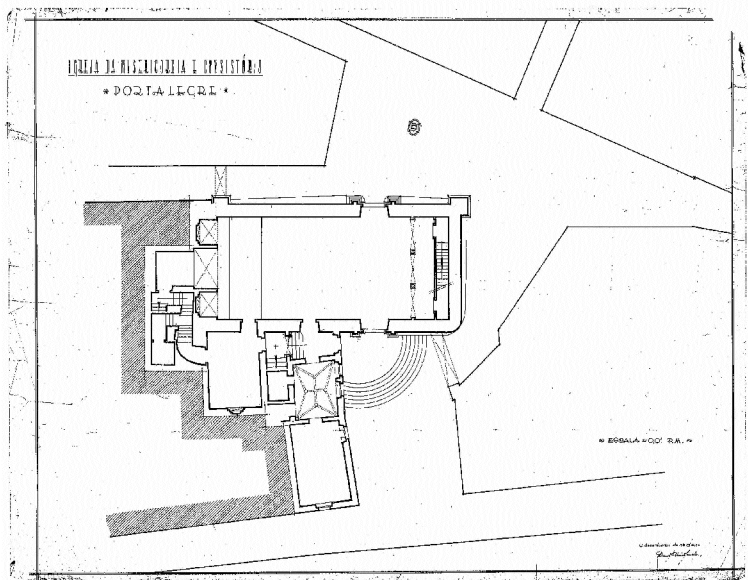 IGREJA DA MISERICORDIA E CONSISTÓRIO
* PORTALEGRE *
ESCALA = 0,01 P.M.